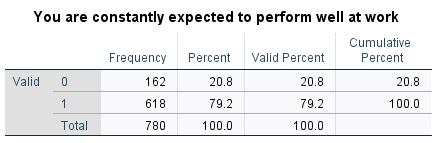 You are constantly expected to perform well at work
Frequency Percent Valid Percent Cumulative Percent
Valid 0 162 20.8 20.8 20.8
1 618 79.2 79.2 100.0
Total 780 100.0 100.0